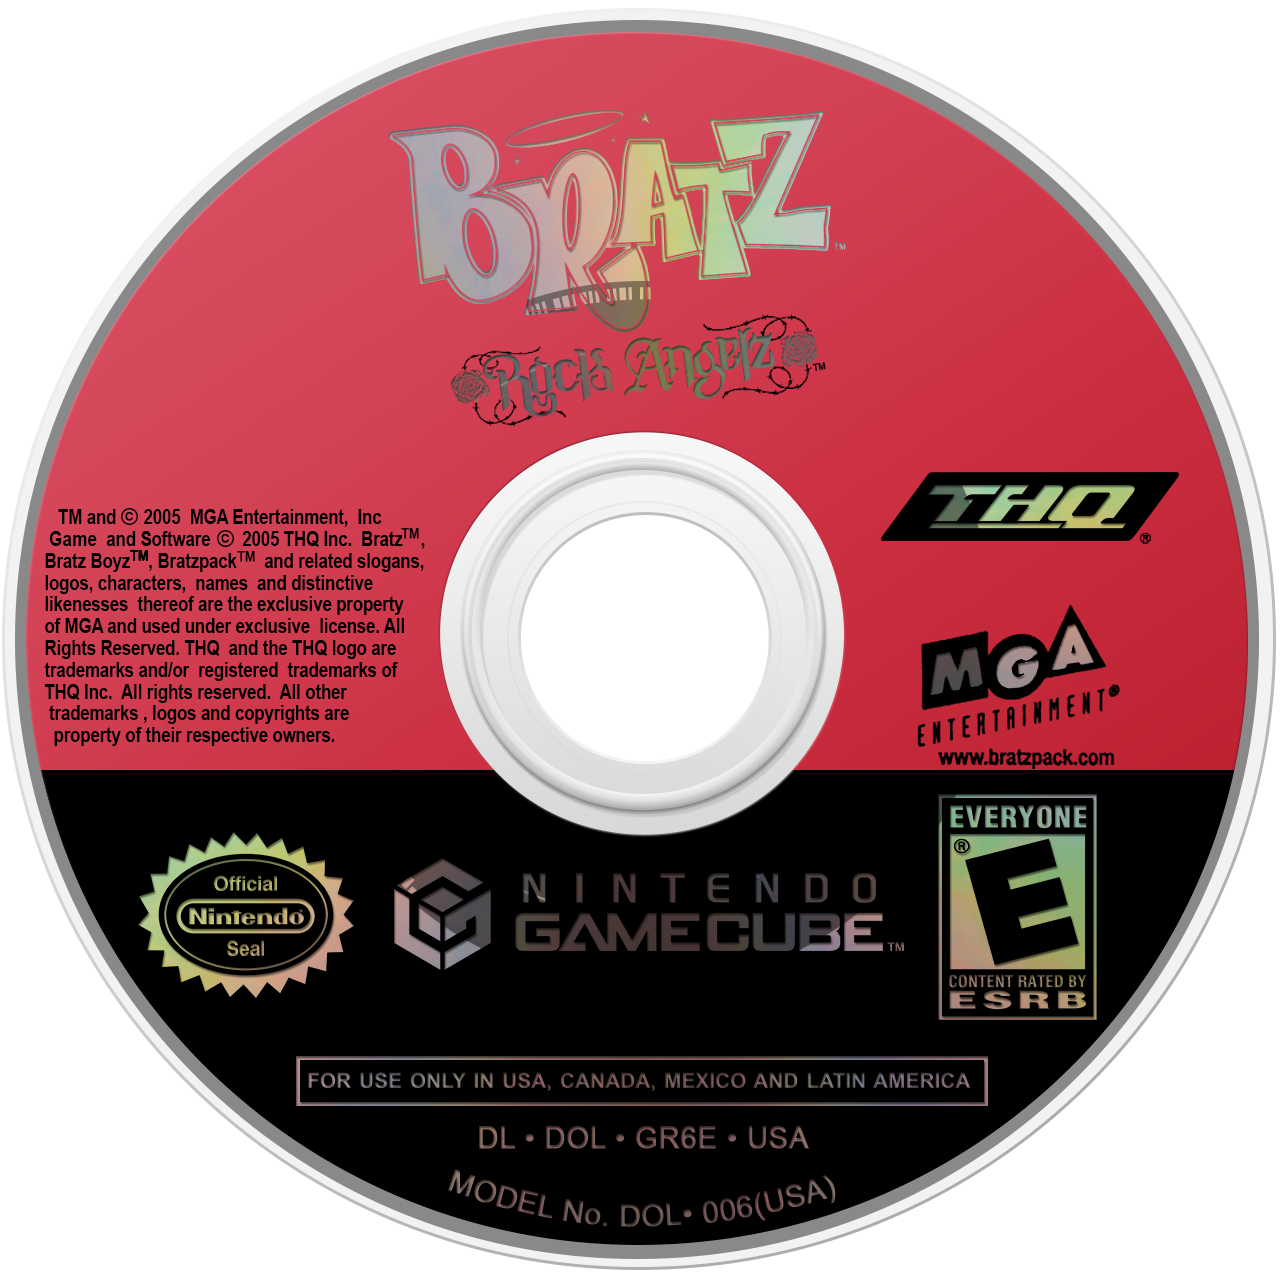 BRATZ™
Rock Angelz™
THQ®
TM and © 2005 MGA Entertainment, Inc
Game and Software © 2005 THQ Inc. Bratz™,
Bratz Boyz™, Bratzpack™ and related slogans,
logos, characters, names and distinctive
likenesses thereof are the exclusive property
of MGA and used under exclusive license. All
Rights Reserved. THQ and the THQ logo are
trademarks and/or registered trademarks of
THQ Inc. All rights reserved. All other
trademarks , logos and copyrights are
property of their respective owners.
MGA
ENTERTAINMENT®
www.bratzpack.com
Official
Nintendo®
Seal
NINTENDO
GAMECUBE™
EVERYONE
®
E
CONTENT RATED BY
ESRB
FOR USE ONLY IN USA, CANADA, MEXICO AND LATIN AMERICA
DL • DOL • GR6E • USA
MODEL No. DOL• 006(USA)